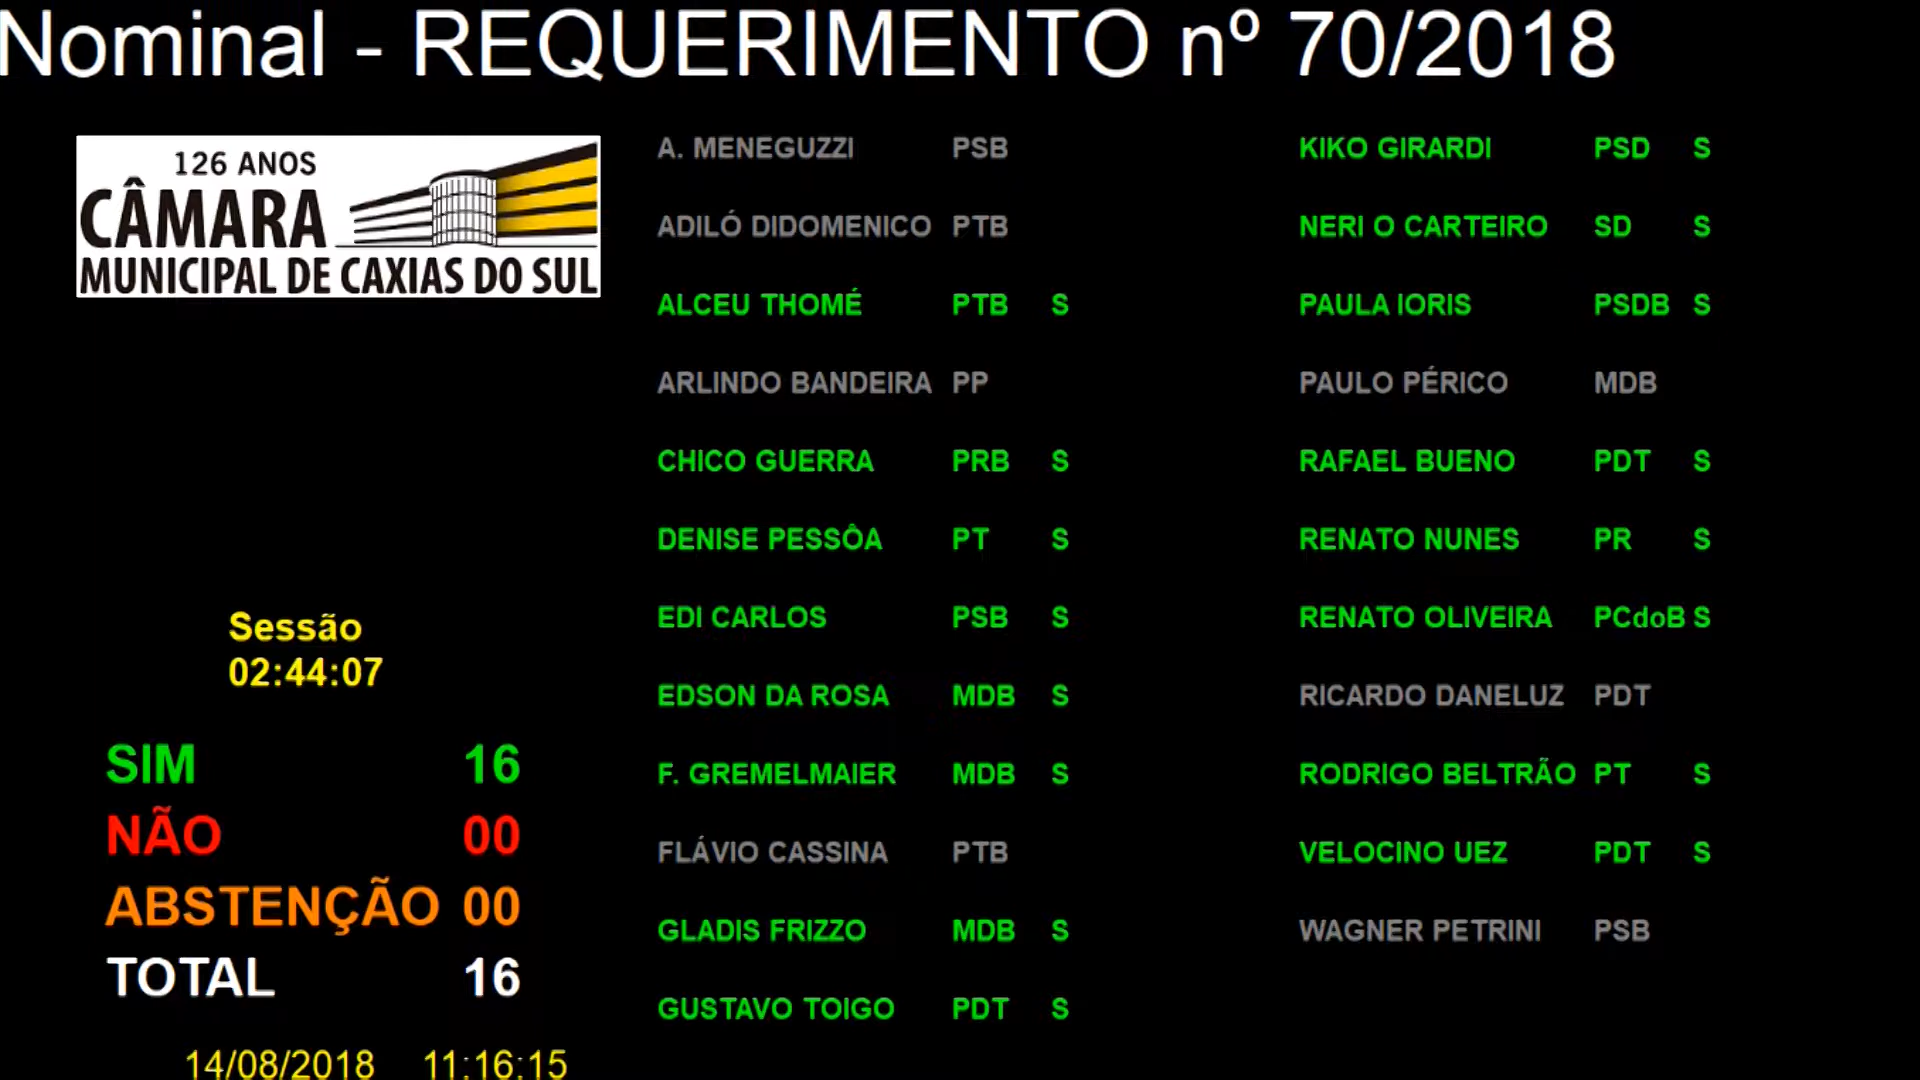 Nominal - REQUERIMENTO nº 70/2018
126 ANOS
CÂMARA
MUNICIPAL DE CAXIAS DO SUL
Sessão
02:44:07
SIM 16
NÃO 00
ABSTENÇÃO 00
TOTAL 16
14/08/2018 11:16:15
A. MENEGUZZI PSB
ADILÓ DIDOMENICO PTB
ALCEU THOMÉ PTB S
ARLINDO BANDEIRA PP
CHICO GUERRA PRB S
DENISE PESSÔA PT S
EDI CARLOS PSB S
EDSON DA ROSA MDB S
F. GREMELMAIER MDB S
FLÁVIO CASSINA PTB
GLADIS FRIZZO MDB S
GUSTAVO TOIGO PDT S
KIKO GIRARDI PSD S
NERI O CARTEIRO SD S
PAULA IORIS PSDB S
PAULO PÉRICO MDB
RAFAEL BUENO PDT S
RENATO NUNES PR S
RENATO OLIVEIRA PCdoB S
RICARDO DANELUZ PDT
RODRIGO BELTRÃO PT S
VELOCINO UEZ PDT S
WAGNER PETRINI PSB